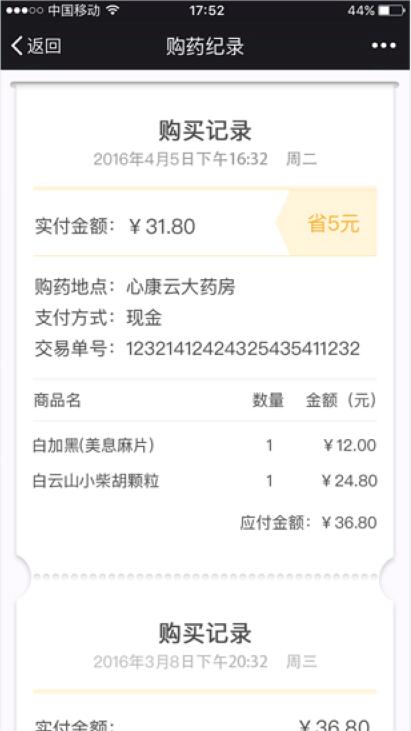 中国移动 17:52 44%
返回 购药纪录
购买记录
2016年4月5日下午16:32 周二
实付金额：￥31.80 省5元
购药地点：心康云大药房
支付方式：现金
交易单号：12321412424325435411232
商品名 数量 金额（元）
白加黑(美息麻片) 1 ￥12.00
白云山小柴胡颗粒 1 ￥24.80
应付金额：￥36.80
购买记录
2016年3月8日下午20:32 周三
实付金额： ￥36.80